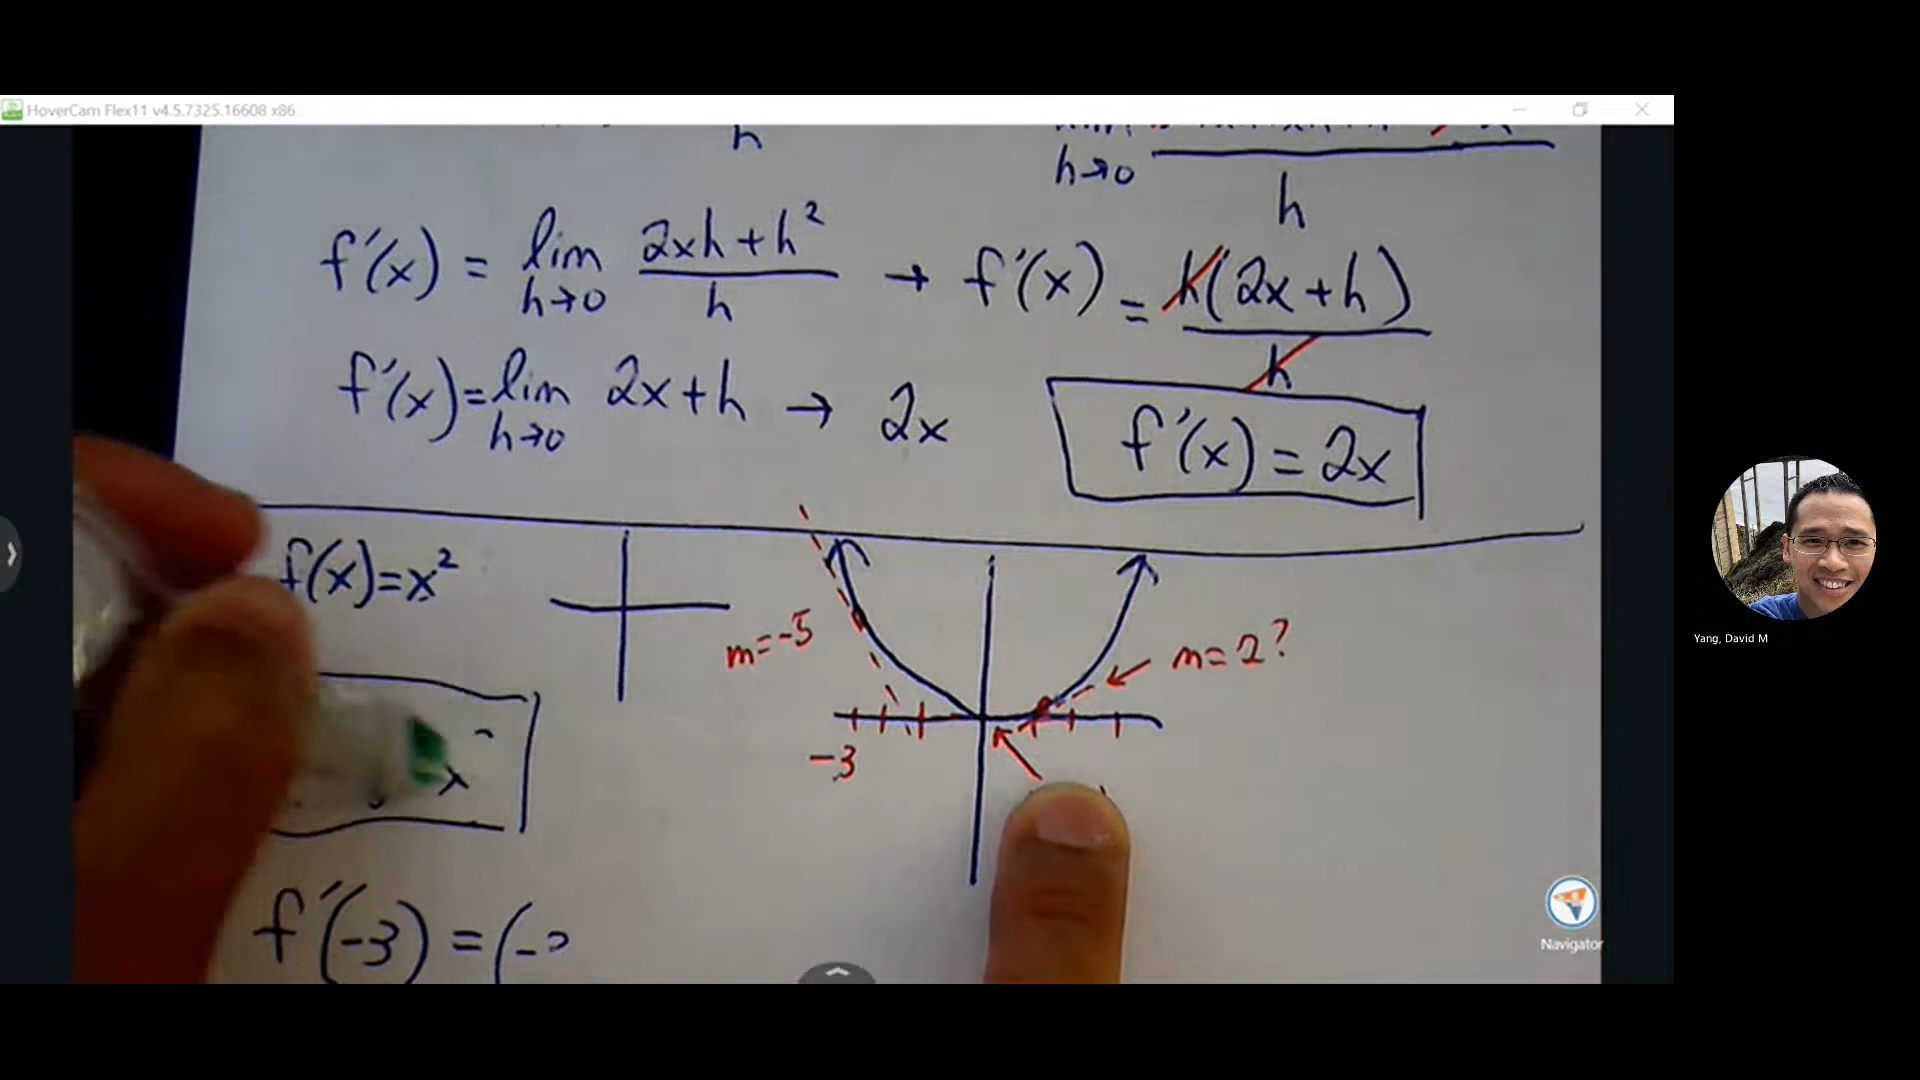 HoverCam Flex11 v4.5.7325.16608 x86
h
h→0
h
f'(x) = lim h→0 2xh+h² / h → f'(x) = h(2x+h) / h
f'(x)=lim h→0 2x+h → 2x
f'(x)=2x
f(x)=x²
m=-5
m=2?
-3
x
f'(-3) = (-
Navigator
Yang, David M